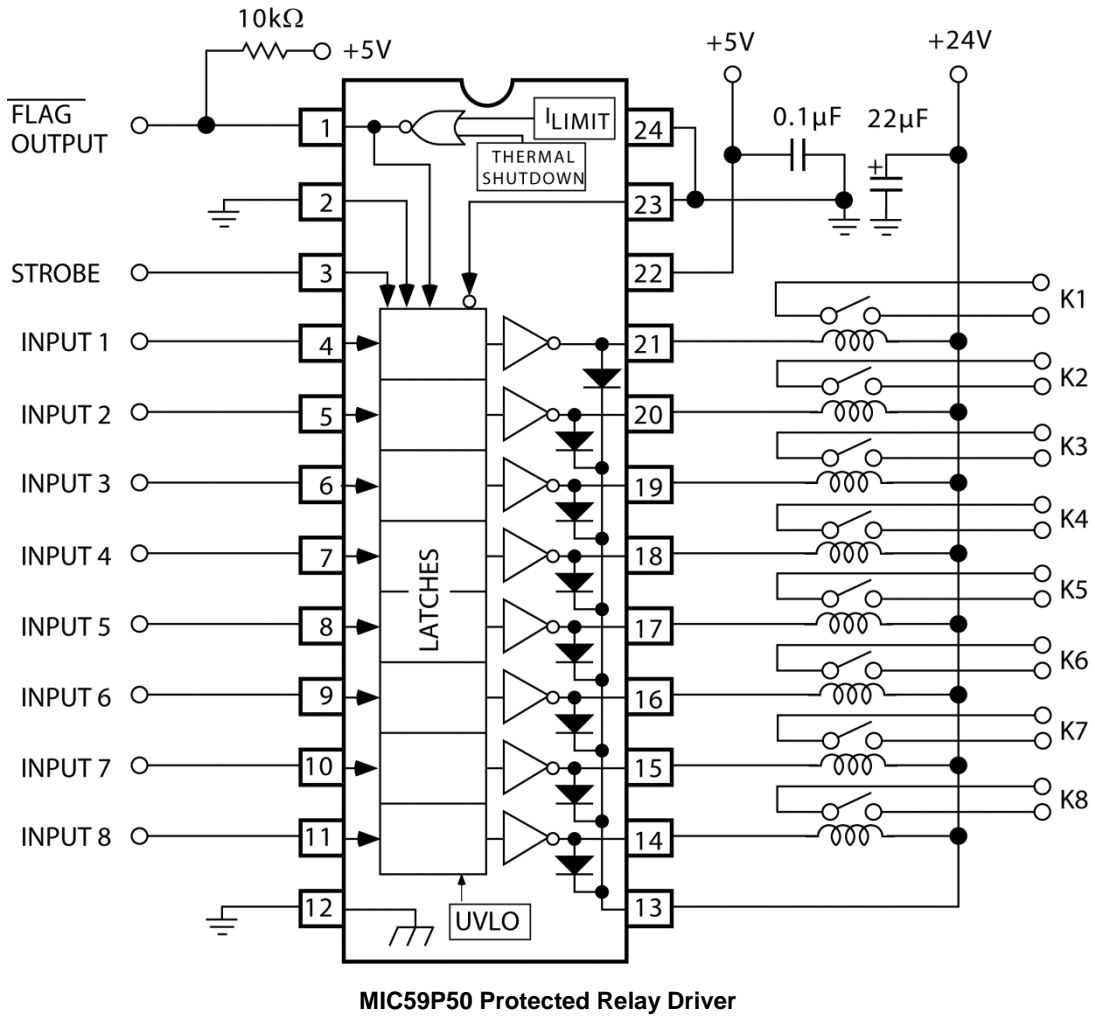 10kΩ
+5V
+5V
+24V
FLAG
OUTPUT
1
ILIMIT
THERMAL
SHUTDOWN
24
0.1µF
22µF
+
2
23
STROBE
3
22
K1
INPUT 1
4
21
K2
INPUT 2
5
20
K3
INPUT 3
6
19
K4
INPUT 4
7
LATCHES
18
K5
INPUT 5
8
17
K6
INPUT 6
9
16
K7
INPUT 7
10
15
K8
INPUT 8
11
14
12
UVLO
13
MIC59P50 Protected Relay Driver